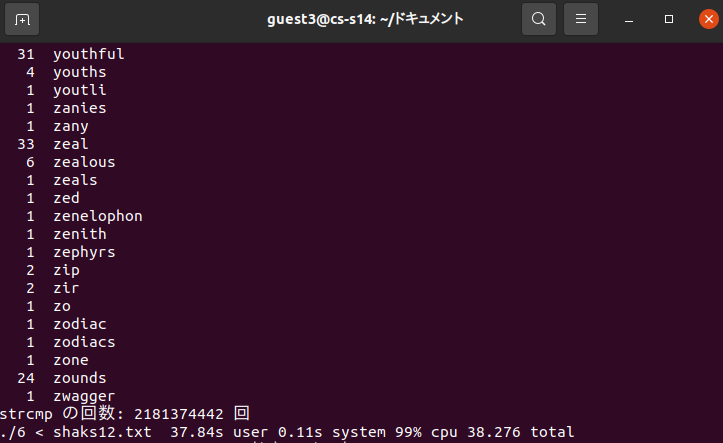 guest3@cs-s14: ~/ドキュメント
31 youthful
4 youths
1 youtli
1 zanies
1 zany
33 zeal
6 zealous
1 zeals
1 zed
1 zenelophon
1 zenith
1 zephyrs
2 zip
2 zir
1 zo
1 zodiac
1 zodiacs
1 zone
24 zounds
1 zwagger
strcmp の回数: 2181374442 回
./6 < shaks12.txt 37.84s user 0.11s system 99% cpu 38.276 total